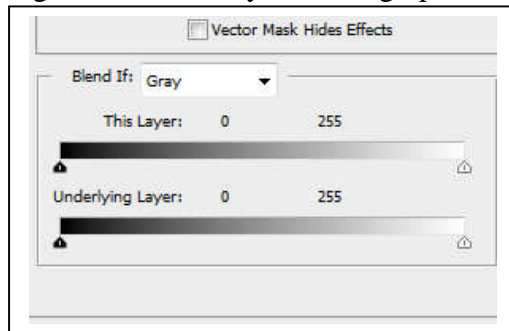 Vector Mask Hides Effects
Blend If: Gray
This Layer: 0 255
Underlying Layer: 0 255